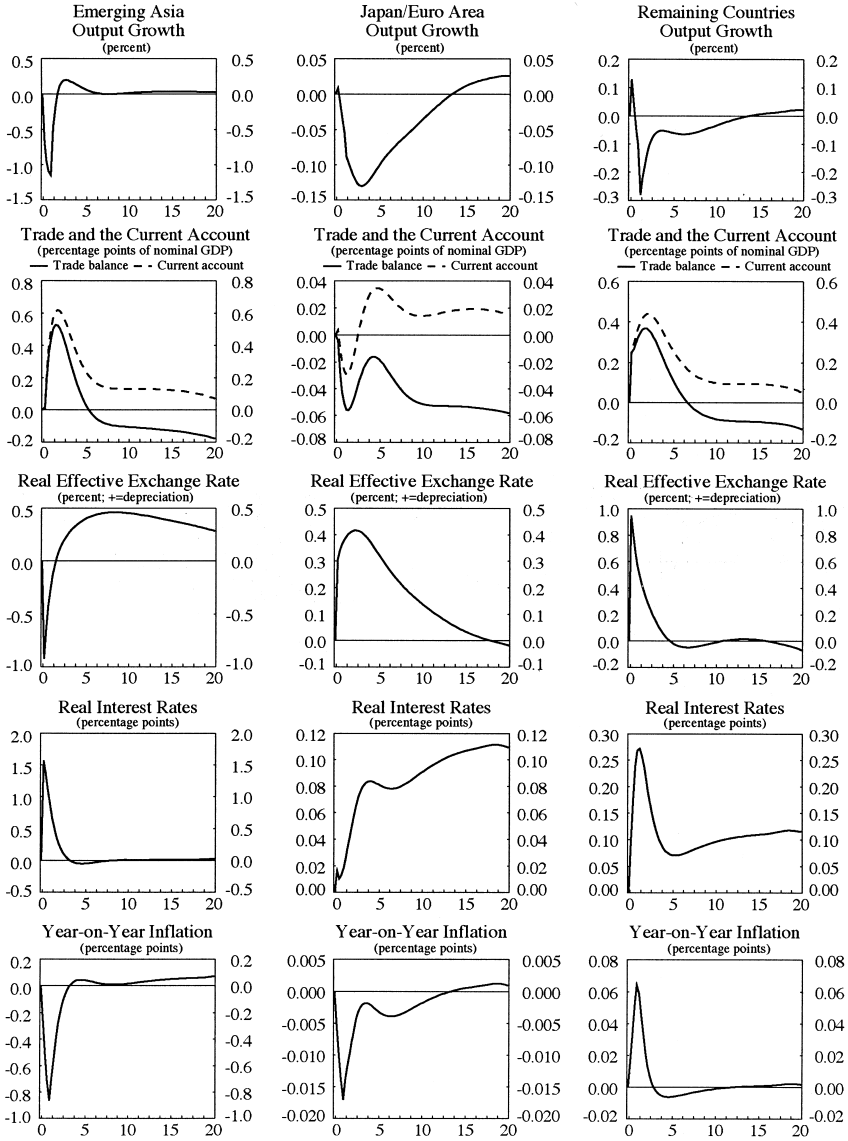 Emerging Asia
Output Growth
(percent)
0.5 0.5
0.0 0.0
-0.5 -0.5
-1.0 -1.0
-1.5 -1.5
0 5 10 15 20
Japan/Euro Area
Output Growth
(percent)
0.05 0.05
0.00 0.00
-0.05 -0.05
-0.10 -0.10
-0.15 -0.15
0 5 10 15 20
Remaining Countries
Output Growth
(percent)
0.2 0.2
0.1 0.1
0.0 0.0
-0.1 -0.1
-0.2 -0.2
-0.3 -0.3
0 5 10 15 20
Trade and the Current Account
(percentage points of nominal GDP)
Trade balance Current account
0.8 0.8
0.6 0.6
0.4 0.4
0.2 0.2
0.0 0.0
-0.2 -0.2
0 5 10 15 20
Trade and the Current Account
(percentage points of nominal GDP)
Trade balance Current account
0.04 0.04
0.02 0.02
0.00 0.00
-0.02 -0.02
-0.04 -0.04
-0.06 -0.06
-0.08 -0.08
0 5 10 15 20
Trade and the Current Account
(percentage points of nominal GDP)
Trade balance Current account
0.6 0.6
0.4 0.4
0.2 0.2
0.0 0.0
-0.2 -0.2
0 5 10 15 20
Real Effective Exchange Rate
(percent; +=depreciation)
0.5 0.5
0.0 0.0
-0.5 -0.5
-1.0 -1.0
0 5 10 15 20
Real Effective Exchange Rate
(percent; +=depreciation)
0.5 0.5
0.4 0.4
0.3 0.3
0.2 0.2
0.1 0.1
0.0 0.0
-0.1 -0.1
0 5 10 15 20
Real Effective Exchange Rate
(percent; +=depreciation)
1.0 1.0
0.8 0.8
0.6 0.6
0.4 0.4
0.2 0.2
0.0 0.0
-0.2 -0.2
0 5 10 15 20
Real Interest Rates
(percentage points)
2.0 2.0
1.5 1.5
1.0 1.0
0.5 0.5
0.0 0.0
-0.5 -0.5
0 5 10 15 20
Real Interest Rates
(percentage points)
0.12 0.12
0.10 0.10
0.08 0.08
0.06 0.06
0.04 0.04
0.02 0.02
0.00 0.00
0 5 10 15 20
Real Interest Rates
(percentage points)
0.30 0.30
0.25 0.25
0.20 0.20
0.15 0.15
0.10 0.10
0.05 0.05
0.00 0.00
0 5 10 15 20
Year-on-Year Inflation
(percentage points)
0.2 0.2
0.0 0.0
-0.2 -0.2
-0.4 -0.4
-0.6 -0.6
-0.8 -0.8
-1.0 -1.0
0 5 10 15 20
Year-on-Year Inflation
(percentage points)
0.005 0.005
0.000 0.000
-0.005 -0.005
-0.010 -0.010
-0.015 -0.015
-0.020 -0.020
0 5 10 15 20
Year-on-Year Inflation
(percentage points)
0.08 0.08
0.06 0.06
0.04 0.04
0.02 0.02
0.00 0.00
-0.02 -0.02
0 5 10 15 20